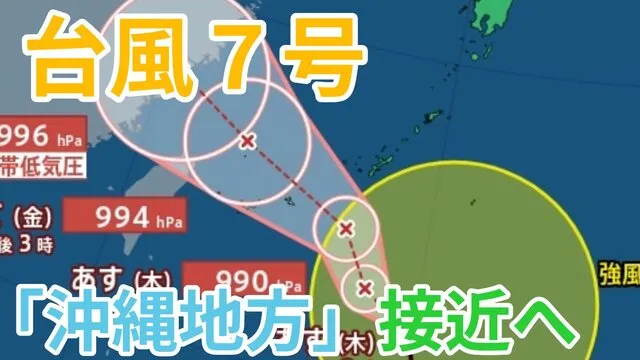 台風7号
996 hPa
帯低気圧
(金)
994 hPa
後3時
あす(木)
990 hPa
強風
「沖縄地方」接近へ
(木)